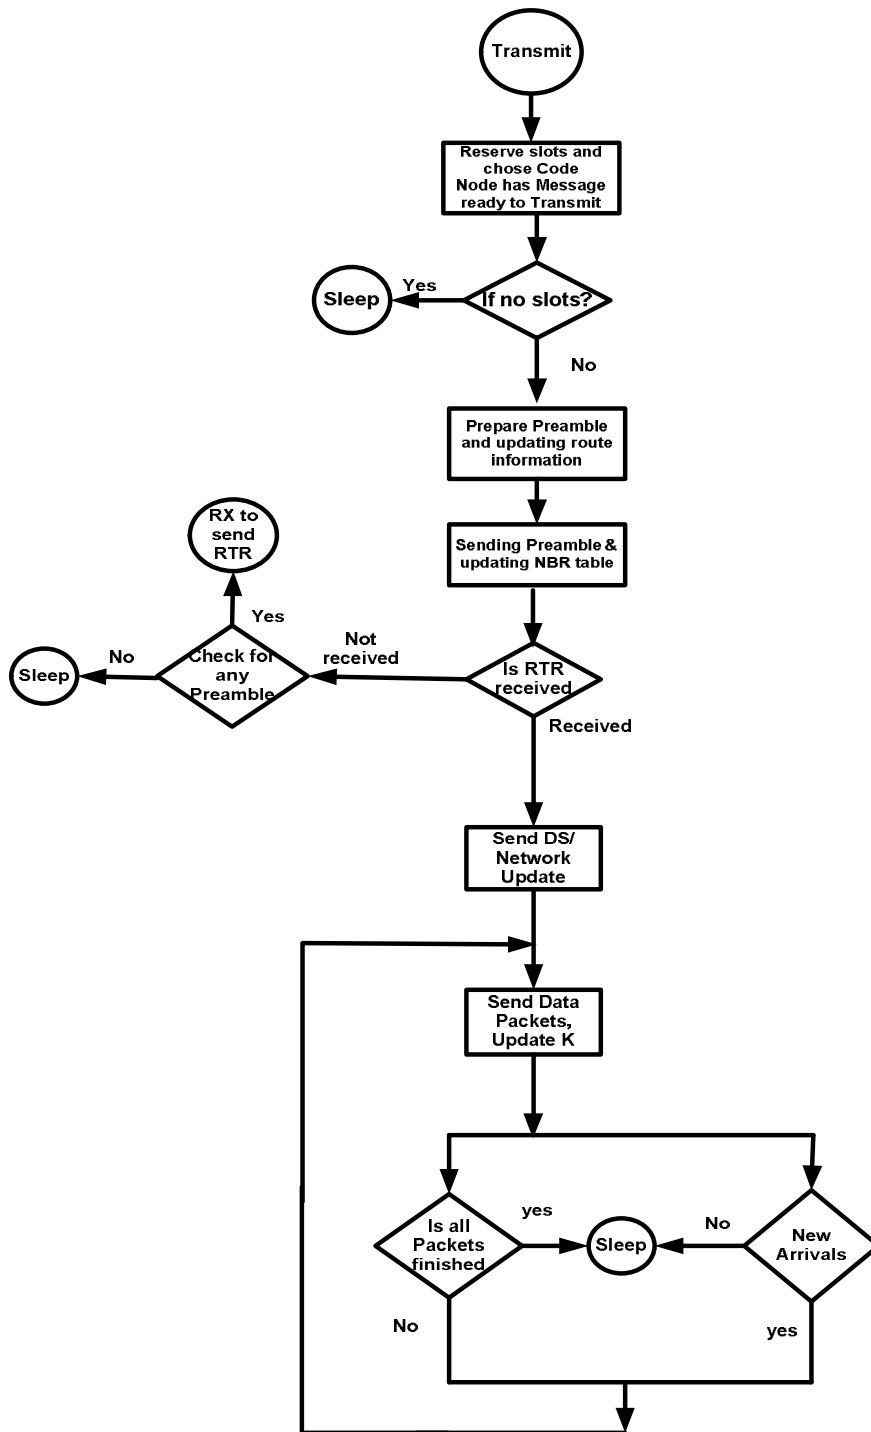 Transmit
Reserve slots and
chose Code
Node has Message
ready to Transmit
Yes
Sleep
If no slots?
No
Prepare Preamble
and updating route
information
RX to
send
RTR
Sending Preamble &
updating NBR table
Yes
Not
received
No
Sleep
Check for
any
Preamble
Is RTR
received
Received
Send DS/
Network
Update
Send Data
Packets,
Update K
Is all
Packets
finished
yes
Sleep
No
New
Arrivals
No
yes